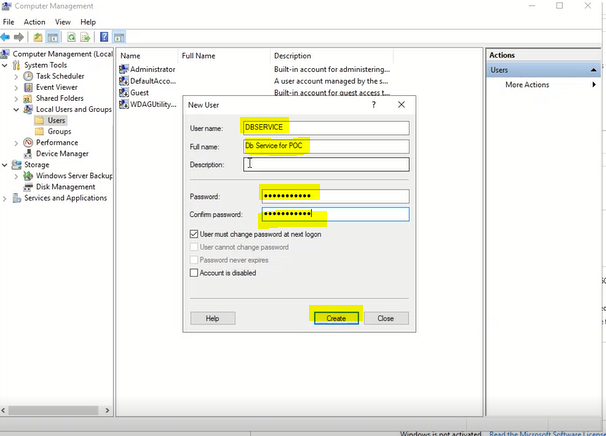 Computer Management
File Action View Help
Computer Management (Local
System Tools
Task Scheduler
Event Viewer
Shared Folders
Local Users and Groups
Users
Groups
Performance
Device Manager
Storage
Windows Server Backup
Disk Management
Services and Applications
Name Full Name Description
Administrator Built-in account for administering...
DefaultAcco... A user account managed by the s...
Guest Built-in account for guest access t...
WDAGUtility...
New User
User name: DBSERVICE
Full name: Db Service for POC
Description:
Password:
Confirm password:
User must change password at next logon
User cannot change password
Password never expires
Account is disabled
Help Create Close
Actions
Users
More Actions
Windows is not activated. Read the Microsoft Software License